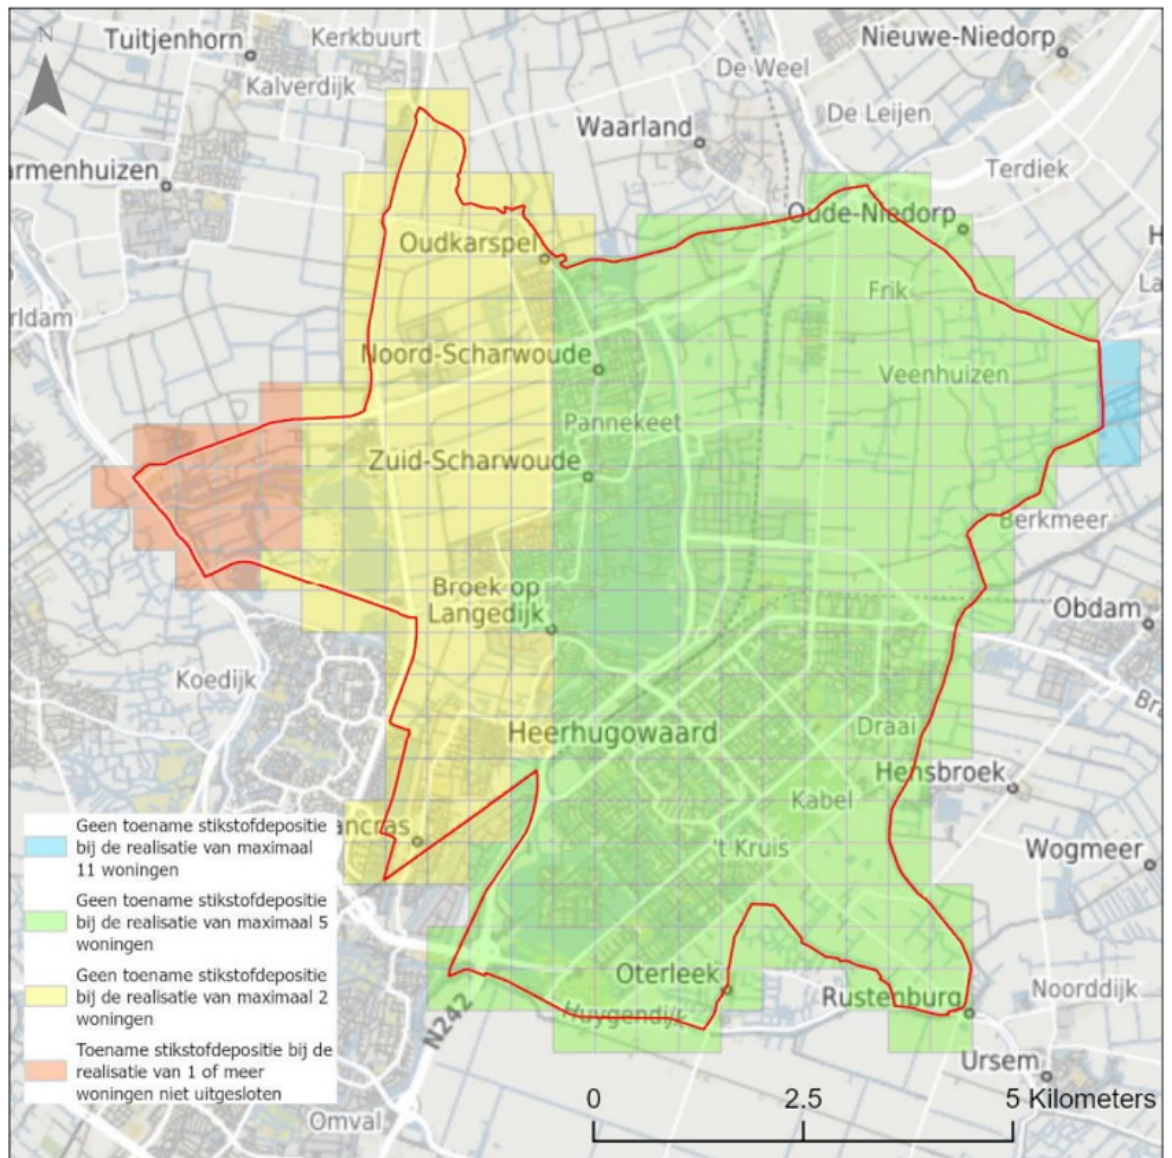 N
Tuitjenhorn
Kerkbuurt
Nieuwe-Niedorp
De Weel
Kalverdijk
De Leijen
Waarland
armenhuizen
Terdiek
Oude-Niedorp
H
Oudkarspel
La
Frik
rldam
Noord-Scharwoude
Veenhuizen
Pannekeet
Zuid-Scharwoude
Berkmeer
Broek op
Langedijk
Obdam
Koedijk
Bru
Heerhugowaard
Draai
Hensbroek
Kabel
ancras
't Kruis
Wogmeer
Oterleek
Rustenburg
Noorddijk
Huygendijk
N242
Ursem
Omval
Geen toename stikstofdepositie
bij de realisatie van maximaal
11 woningen
Geen toename stikstofdepositie
bij de realisatie van maximaal 5
woningen
Geen toename stikstofdepositie
bij de realisatie van maximaal 2
woningen
Toename stikstofdepositie bij de
realisatie van 1 of meer
woningen niet uitgesloten
0 2.5 5 Kilometers